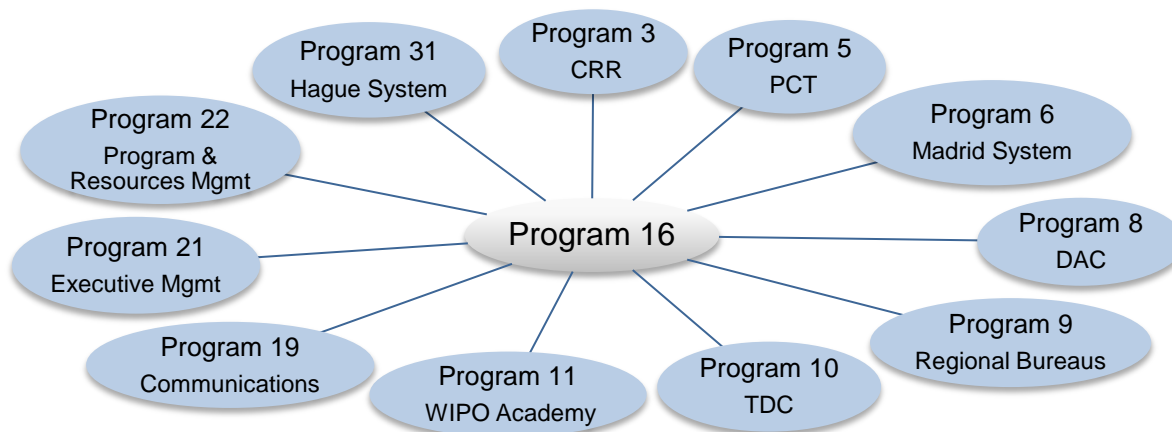 Program 3
CRR
Program 5
PCT
Program 31
Hague System
Program 6
Madrid System
Program 22
Program &
Resources Mgmt
Program 16
Program 8
DAC
Program 21
Executive Mgmt
Program 9
Regional Bureaus
Program 19
Communications
Program 10
TDC
Program 11
WIPO Academy